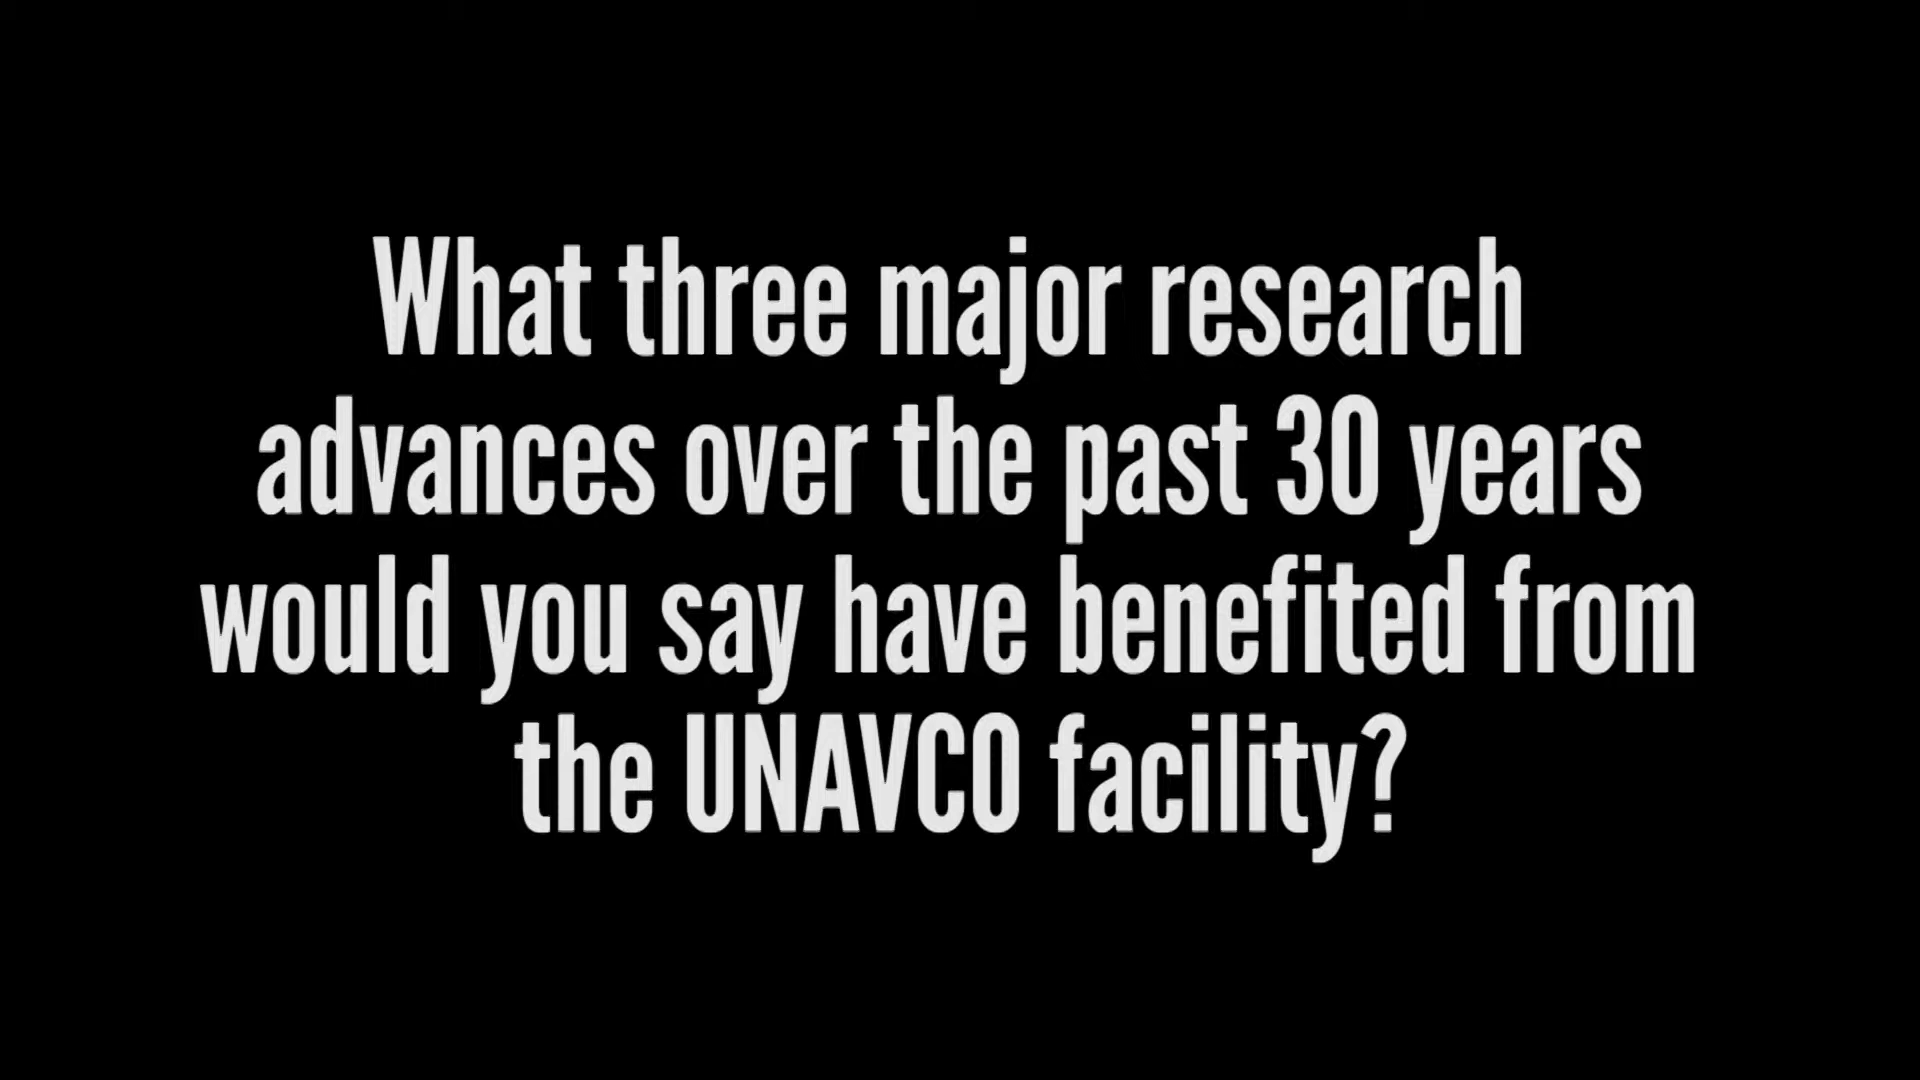 What three major research
advances over the past 30 years
would you say have benefited from
the UNAVCO facility?